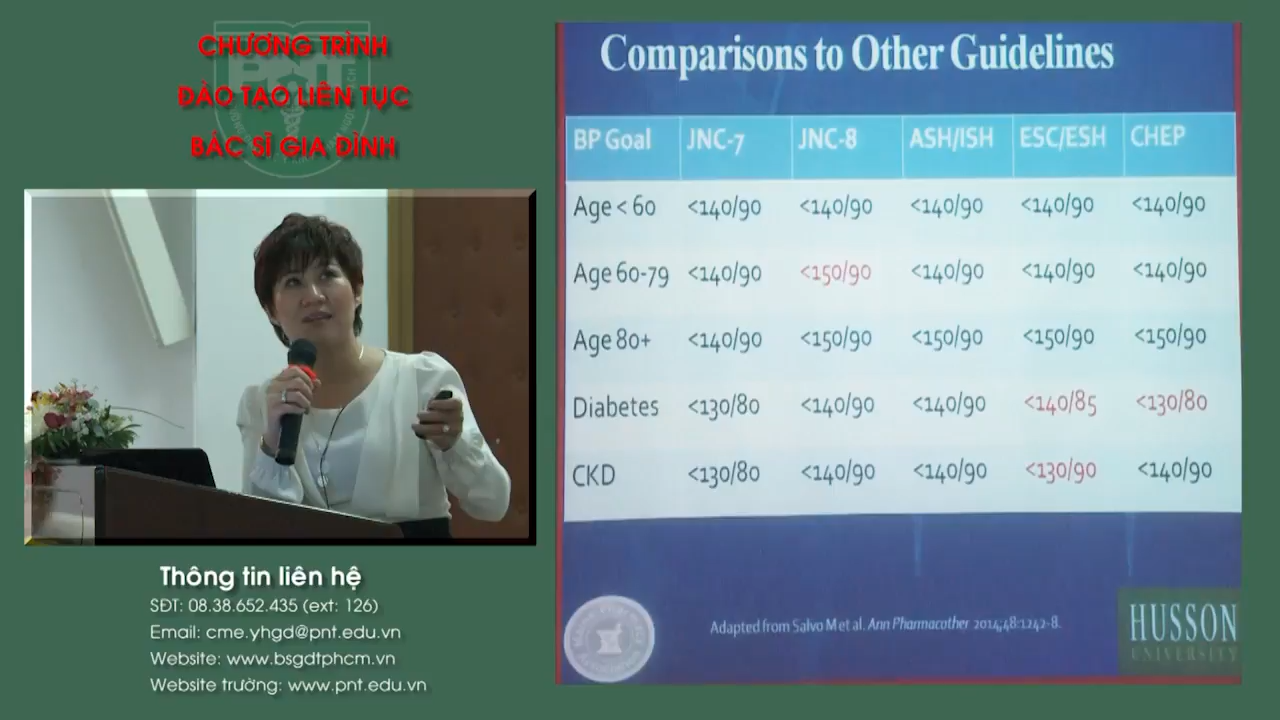 CHƯƠNG TRÌNH
ĐÀO TẠO LIÊN TỤC
BÁC SĨ GIA ĐÌNH
PNT
Thông tin liên hệ
SĐT: 08.38.652.435 (ext: 126)
Email: cme.yhgd@pnt.edu.vn
Website: www.bsgdtphcm.vn
Website trường: www.pnt.edu.vn
Comparisons to Other Guidelines
BP Goal JNC-7 JNC-8 ASH/ISH ESC/ESH CHEP
Age < 60 <140/90 <140/90 <140/90 <140/90 <140/90
Age 60-79 <140/90 <150/90 <140/90 <140/90 <140/90
Age 80+ <140/90 <150/90 <150/90 <150/90 <150/90
Diabetes <130/80 <140/90 <140/90 <140/85 <130/80
CKD <130/80 <140/90 <140/90 <130/90 <140/90
Adapted from Salvo M et al. Ann Pharmacother 2014;48:1242-8.
HUSSON
UNIVERSITY